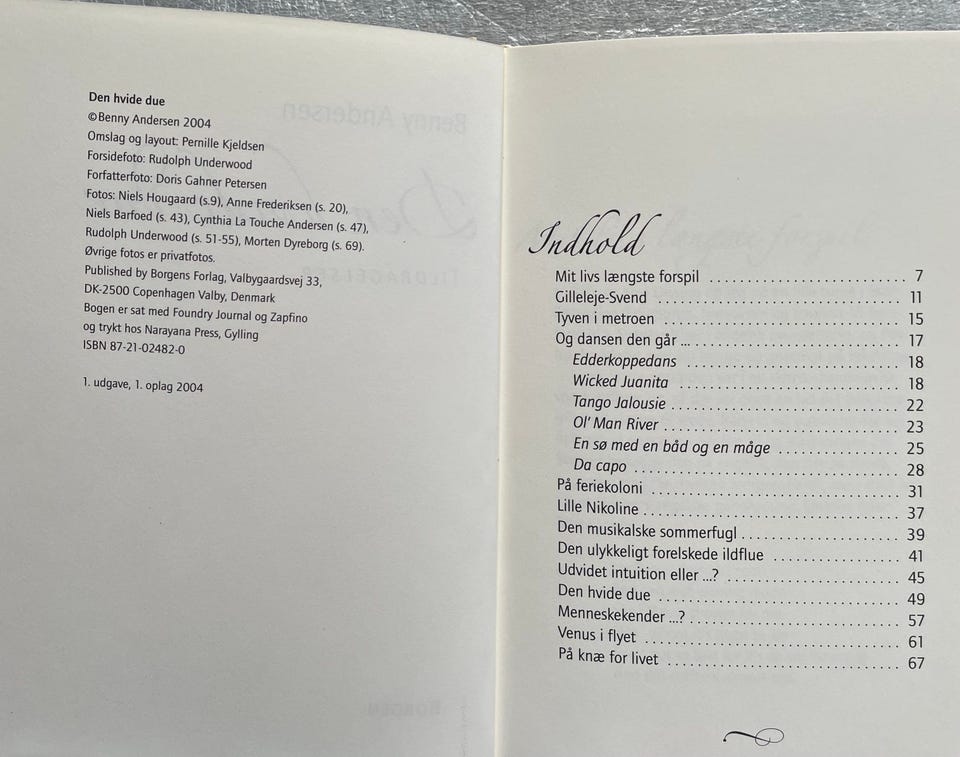 Den hvide due
©Benny Andersen 2004
Omslag og layout: Pernille Kjeldsen
Forsidefoto: Rudolph Underwood
Forfatterfoto: Doris Gahner Petersen
Fotos: Niels Hougaard (s.9), Anne Frederiksen (s. 20),
Niels Barfoed (s. 43), Cynthia La Touche Andersen (s. 47),
Rudolph Underwood (s. 51-55), Morten Dyreborg (s. 69).
Øvrige fotos er privatfotos.
Published by Borgens Forlag, Valbygaardsvej 33,
DK-2500 Copenhagen Valby, Denmark
Bogen er sat med Foundry Journal og Zapfino
og trykt hos Narayana Press, Gylling
ISBN 87-21-02482-0
1. udgave, 1. oplag 2004
Indhold
Mit livs længste forspil 7
Gilleleje-Svend 11
Tyven i metroen 15
Og dansen den går ... 17
Edderkoppedans 18
Wicked Juanita 18
Tango Jalousie 22
Ol' Man River 23
En sø med en båd og en måge 25
Da capo 28
På feriekoloni 31
Lille Nikoline 37
Den musikalske sommerfugl 39
Den ulykkeligt forelskede ildflue 41
Udvidet intuition eller ...? 45
Den hvide due 49
Menneskekender ...? 57
Venus i flyet 61
På knæ for livet 67